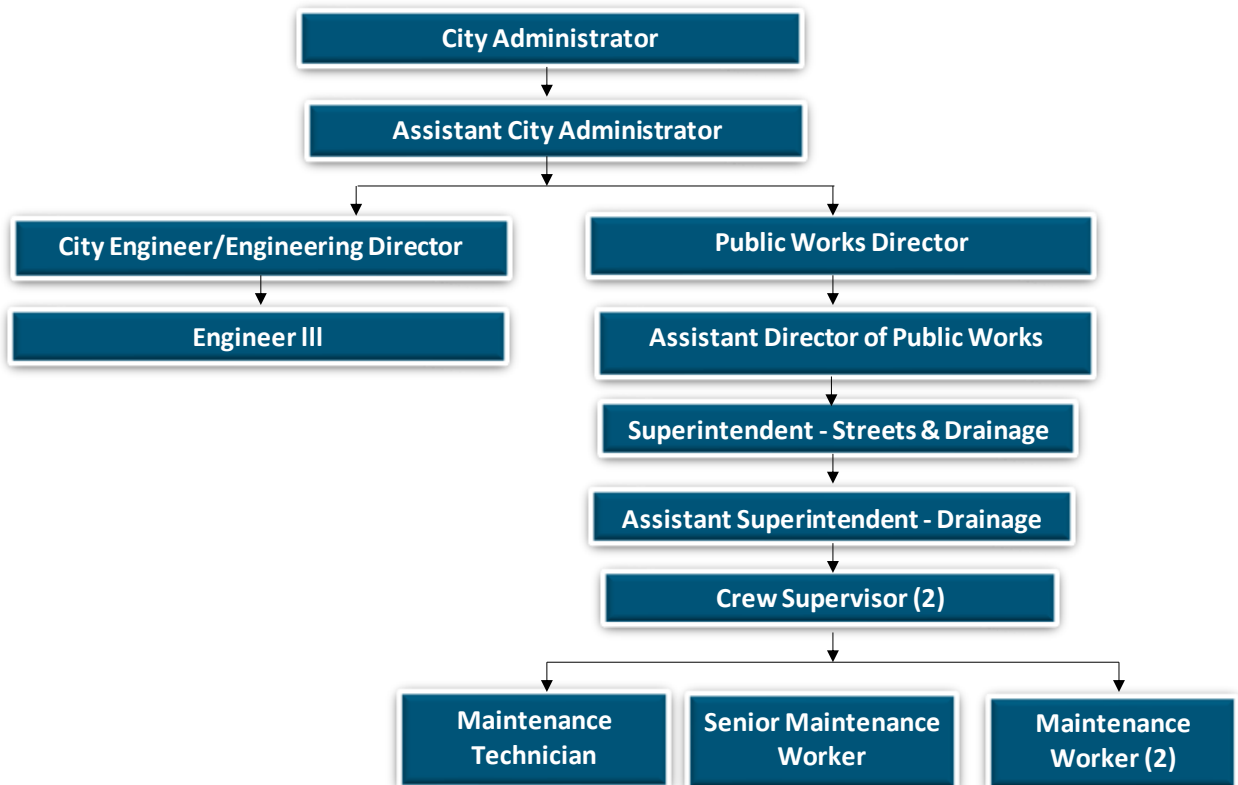 City Administrator
Assistant City Administrator
City Engineer/Engineering Director
Public Works Director
Engineer III
Assistant Director of Public Works
Superintendent - Streets & Drainage
Assistant Superintendent - Drainage
Crew Supervisor (2)
Maintenance
Technician
Senior Maintenance
Worker
Maintenance
Worker (2)